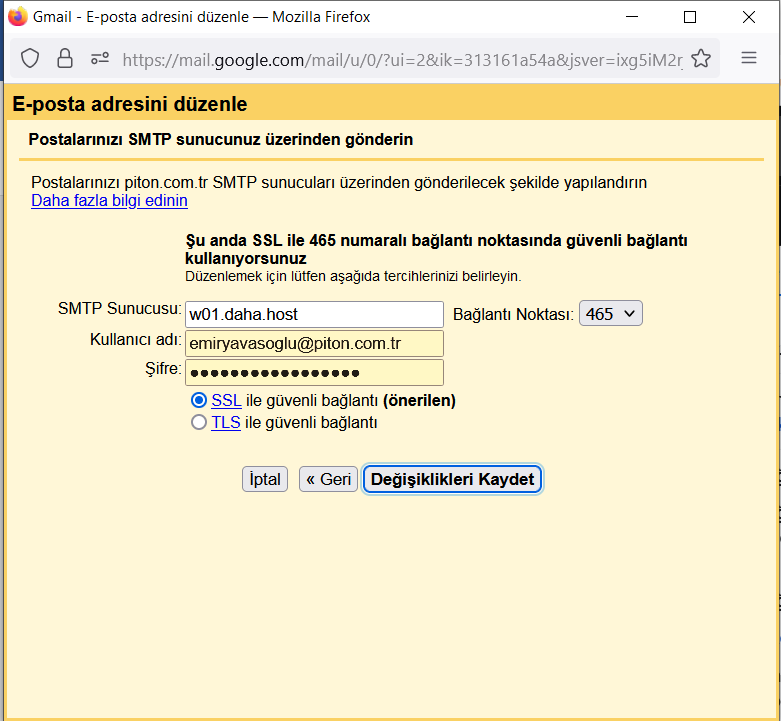 Gmail - E-posta adresini düzenle — Mozilla Firefox
https://mail.google.com/mail/u/0/?ui=2&ik=313161a54a&jsver=ixg5iM2r
E-posta adresini düzenle
Postalarınızı SMTP sunucunuz üzerinden gönderin
Postalarınızı piton.com.tr SMTP sunucuları üzerinden gönderilecek şekilde yapılandırın
Daha fazla bilgi edinin
Şu anda SSL ile 465 numaralı bağlantı noktasında güvenli bağlantı
kullanıyorsunuz
Düzenlemek için lütfen aşağıda tercihlerinizi belirleyin.
SMTP Sunucusu: w01.daha.host Bağlantı Noktası: 465
Kullanıcı adı: emiryavasoglu@piton.com.tr
Şifre: ●●●●●●●●●●●●●●●●●
SSL ile güvenli bağlantı (önerilen)
TLS ile güvenli bağlantı
İptal « Geri Değişiklikleri Kaydet